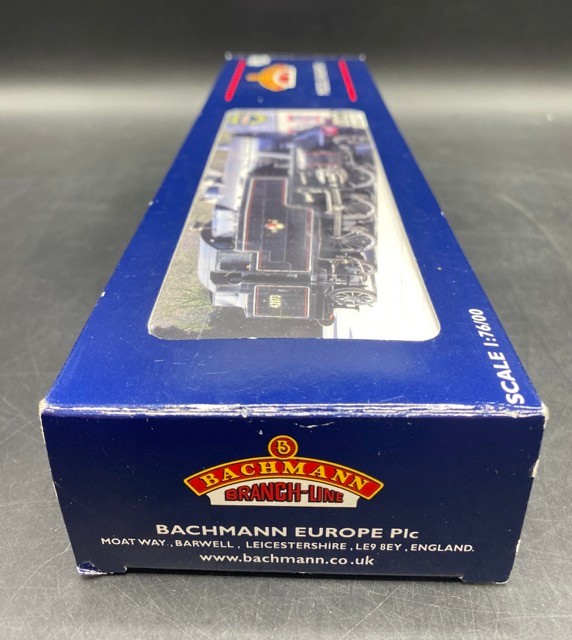 SCALE 1:76/00
BACHMANN
BRANCH-LINE
BACHMANN EUROPE Plc
MOAT WAY , BARWELL , LEICESTERSHIRE , LE9 8EY , ENGLAND.
www.bachmann.co.uk